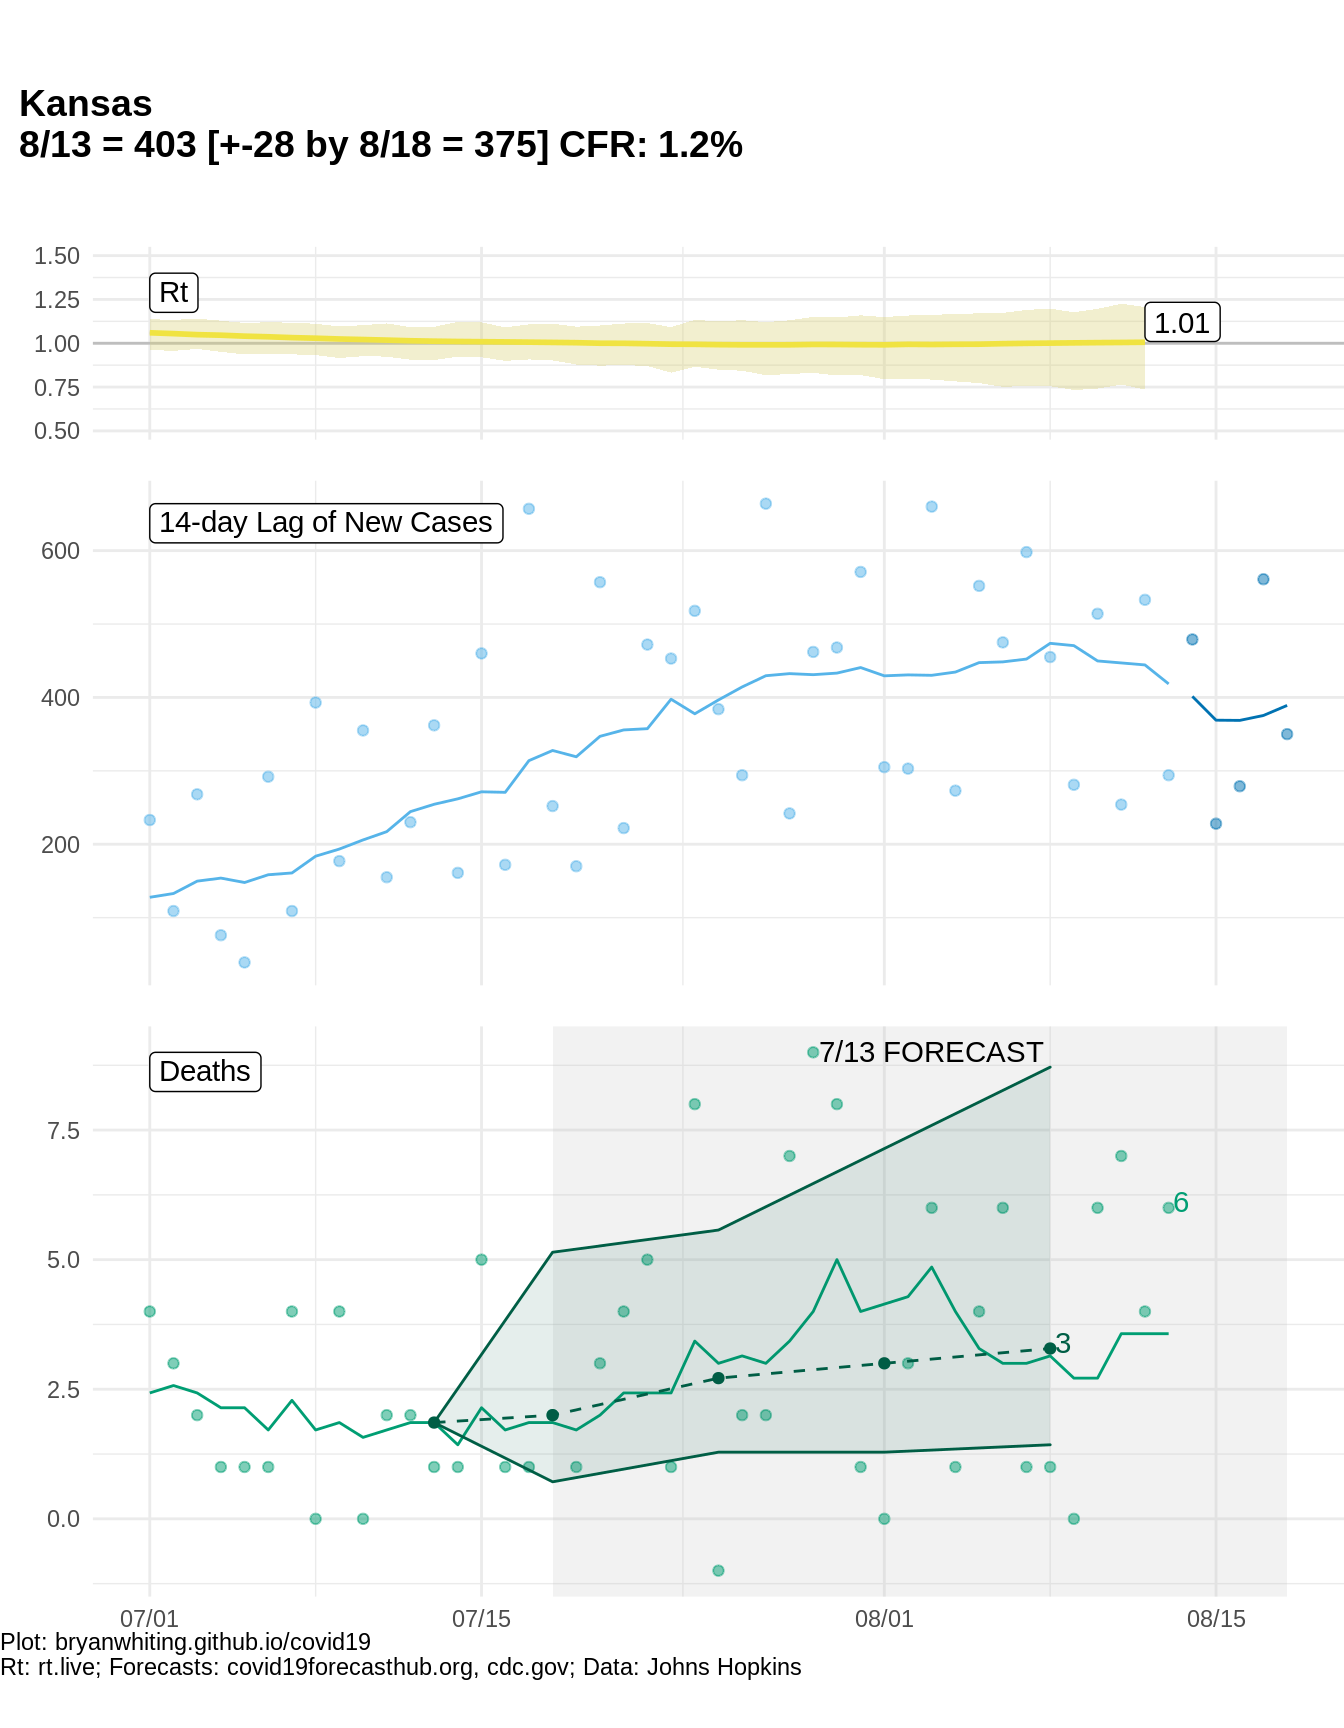 Kansas
8/13 = 403 [+-28 by 8/18 = 375] CFR: 1.2%
1.50
Rt
1.25
1.01
1.00
0.75
0.50
14-day Lag of New Cases
600
400
200
7/13 FORECAST
Deaths
7.5
6
5.0
3
2.5
0.0
07/01 07/15 08/01 08/15
Plot: bryanwhiting.github.io/covid19
Rt: rt.live; Forecasts: covid19forecasthub.org, cdc.gov; Data: Johns Hopkins